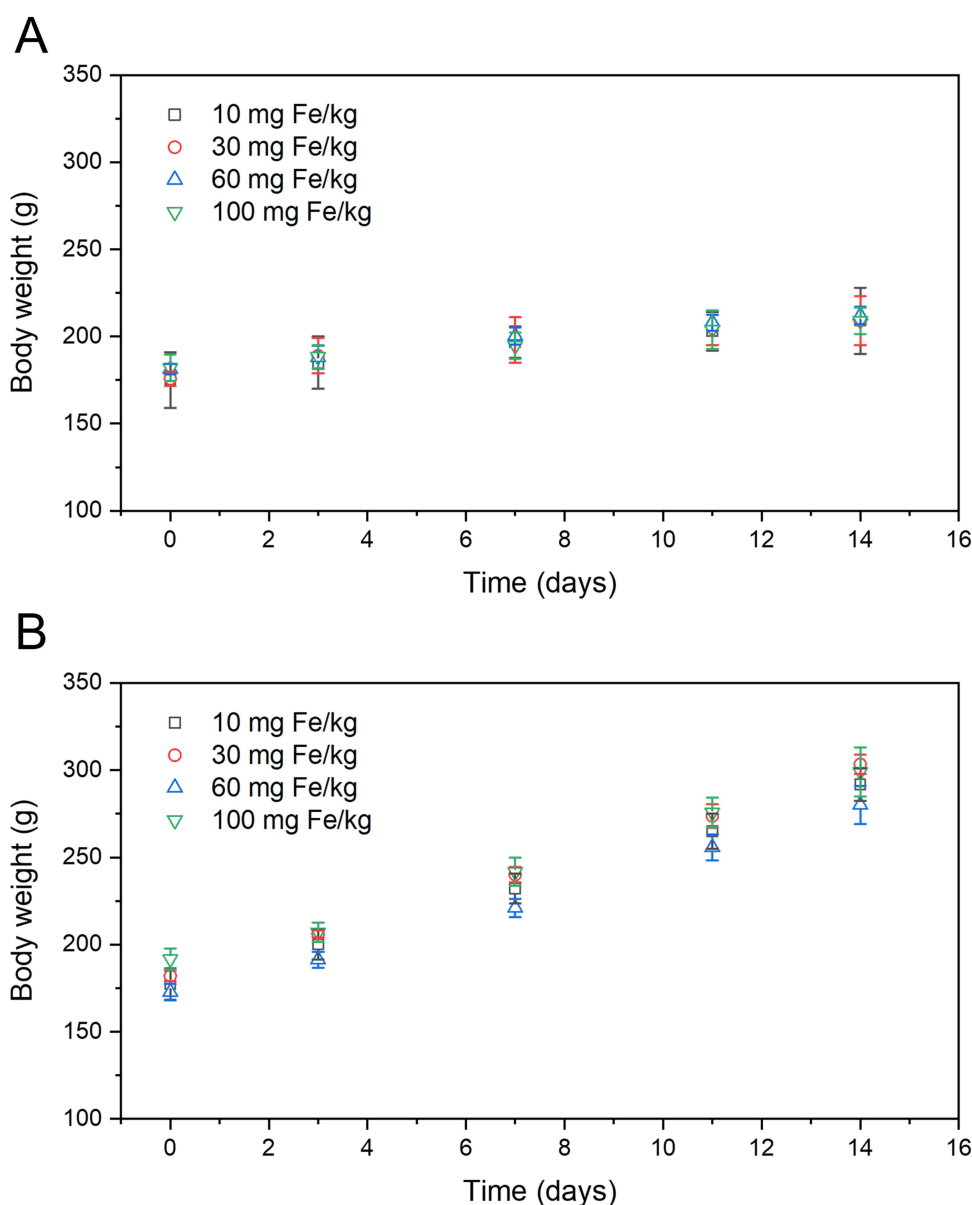 A
350
300
250
200
150
100
Body weight (g)
10 mg Fe/kg
30 mg Fe/kg
60 mg Fe/kg
100 mg Fe/kg
0 2 4 6 8 10 12 14 16
Time (days)
B
350
300
250
200
150
100
Body weight (g)
10 mg Fe/kg
30 mg Fe/kg
60 mg Fe/kg
100 mg Fe/kg
0 2 4 6 8 10 12 14 16
Time (days)